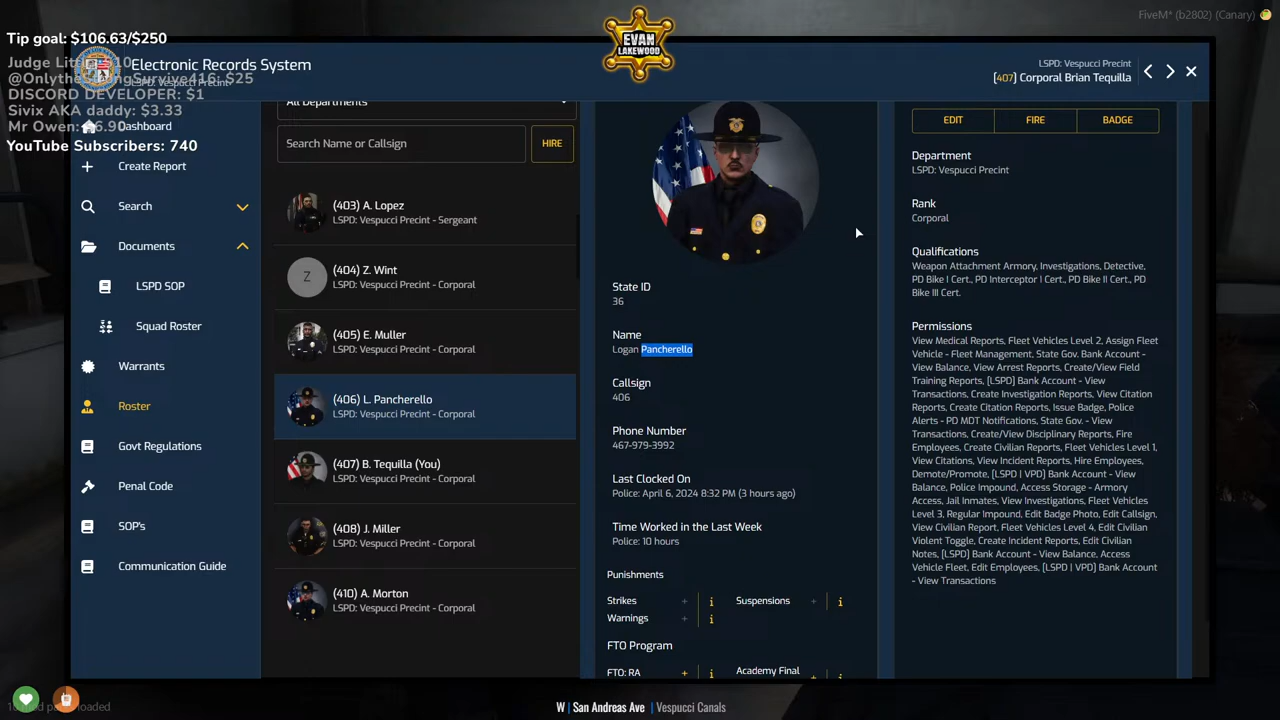 FiveM* (b2802) (Canary)
Tip goal: $106.63/$250
@OnlytheStrongSurvive416: $25
DISCORD DEVELOPER: $1
Sivix AKA daddy: $3.33
Mr Owen:
YouTube Subscribers: 740
EVAN
LAKEWOOD
Electronic Records System
LSPD: Vespucci Precint
LSPD: Vespucci Precint
[407] Corporal Brian Tequilla
Dashboard
Create Report
Search
Documents
LSPD SOP
Squad Roster
Warrants
Roster
Govt Regulations
Penal Code
SOP's
Communication Guide
All Departments
Search Name or Callsign
HIRE
(403) A. Lopez
LSPD: Vespucci Precint - Sergeant
Z
(404) Z. Wint
LSPD: Vespucci Precint - Corporal
(405) E. Muller
LSPD: Vespucci Precint - Corporal
(406) L. Pancherello
LSPD: Vespucci Precint - Corporal
(407) B. Tequilla (You)
LSPD: Vespucci Precint - Corporal
(408) J. Miller
LSPD: Vespucci Precint - Corporal
(410) A. Morton
LSPD: Vespucci Precint - Corporal
State ID
36
Name
Logan Pancherello
Callsign
406
Phone Number
467-979-3992
Last Clocked On
Police: April 6, 2024 8:32 PM (3 hours ago)
Time Worked in the Last Week
Police: 10 hours
Punishments
Strikes + i Suspensions + i
Warnings + i
FTO Program
FTO: RA + i Academy Final + i
EDIT FIRE BADGE
Department
LSPD: Vespucci Precint
Rank
Corporal
Qualifications
Weapon Attachment Armory, Investigations, Detective,
PD Bike I Cert., PD Interceptor I Cert., PD Bike II Cert., PD
Bike III Cert.
Permissions
View Medical Reports, Fleet Vehicles Level 2, Assign Fleet
Vehicle - Fleet Management, State Gov. Bank Account -
View Balance, View Arrest Reports, Create/View Field
Training Reports, [LSPD] Bank Account - View
Transactions, Create Investigation Reports, View Citation
Reports, Create Citation Reports, Issue Badge, Police
Alerts - PD MDT Notifications, State Gov. - View
Transactions, Create/View Disciplinary Reports, Fire
Employees, Create Civilian Reports, Fleet Vehicles Level 1,
View Citations, View Incident Reports, Hire Employees,
Demote/Promote, [LSPD | VPD] Bank Account - View
Balance, Police Impound, Access Storage - Armory
Access, Jail Inmates, View Investigations, Fleet Vehicles
Level 3, Regular Impound, Edit Badge Photo, Edit Callsign,
View Civilian Report, Fleet Vehicles Level 4, Edit Civilian
Violent Toggle, Create Incident Reports, Edit Civilian
Notes, [LSPD] Bank Account - View Balance, Access
Vehicle Fleet, Edit Employees, [LSPD | VPD] Bank Account
- View Transactions
W | San Andreas Ave | Vespucci Canals